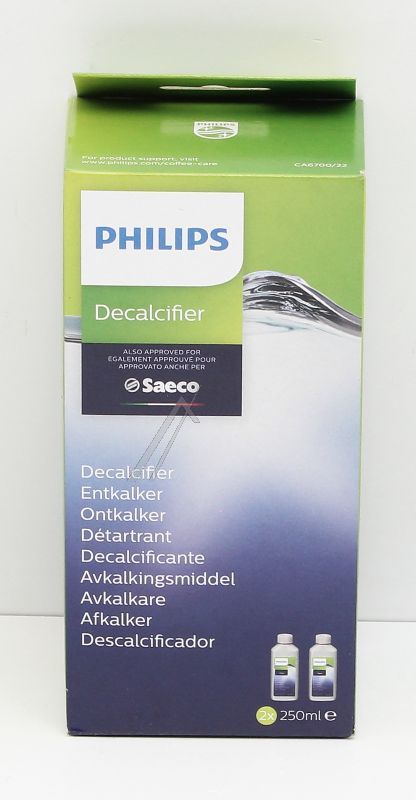 PHILIPS
For product support, visit
www.philips.com/coffee-care
CA6700/22
PHILIPS
Decalcifier
ALSO APPROVED FOR
ÉGALEMENT APPROUVÉ POUR
APPROVATO ANCHE PER
Saeco
Decalcifier
Entkalker
Ontkalker
Détartrant
Decalcificante
Avkalkingsmiddel
Avkalkare
Afkalker
Descalcificador
2x 250ml e